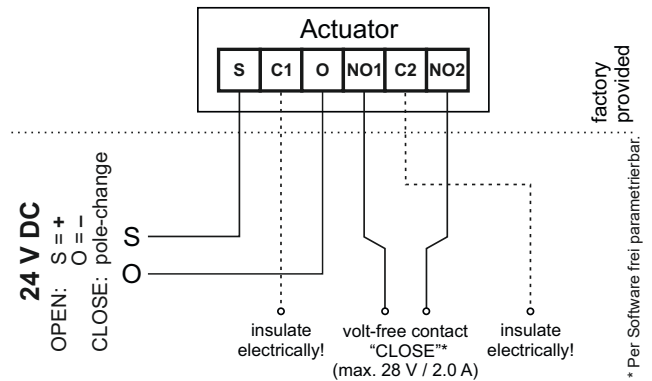 Actuator
S C1 O NO1 C2 NO2
factory
provided
24 V DC
OPEN: S = +
O = –
CLOSE: pole-change
S
O
insulate
electrically!
volt-free contact
“CLOSE”*
(max. 28 V / 2.0 A)
insulate
electrically!
* Per Software frei parametrierbar.